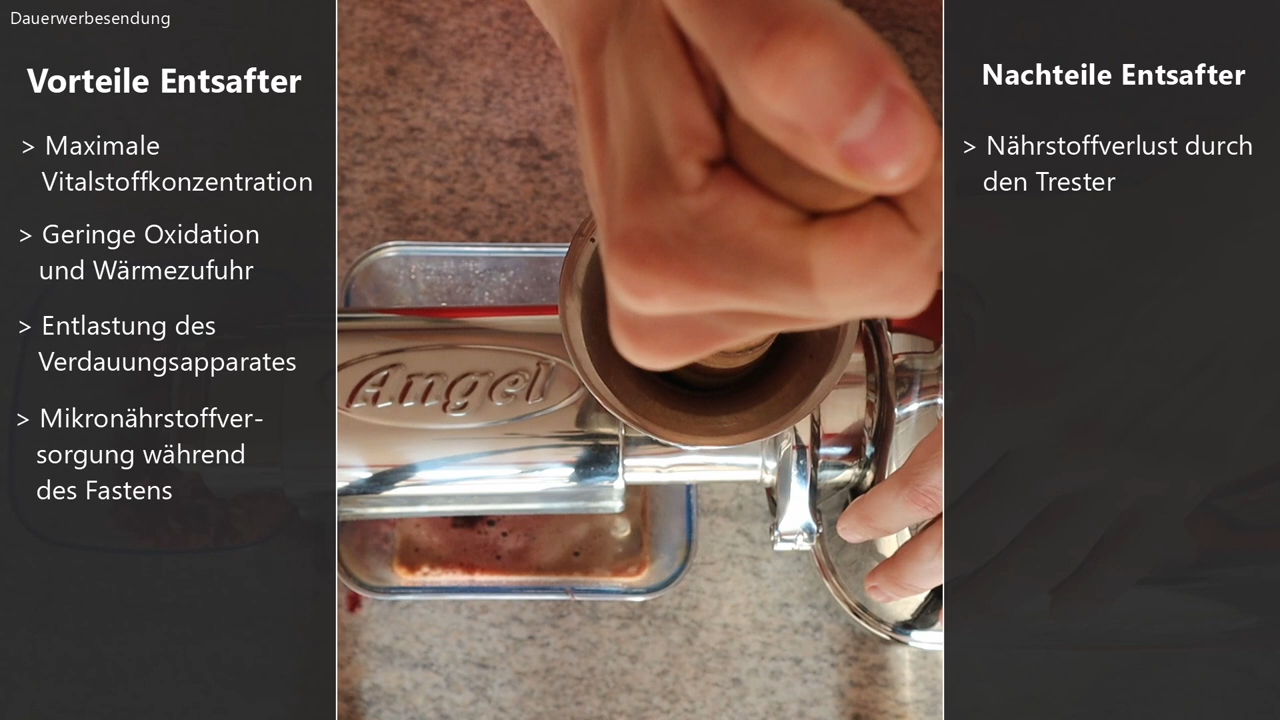 Dauerwerbesendung
Vorteile Entsafter
> Maximale
Vitalstoffkonzentration
> Geringe Oxidation
und Wärmezufuhr
> Entlastung des
Verdauungsapparates
> Mikronährstoffver-
sorgung während
des Fastens
Angel
Nachteile Entsafter
> Nährstoffverlust durch
den Trester